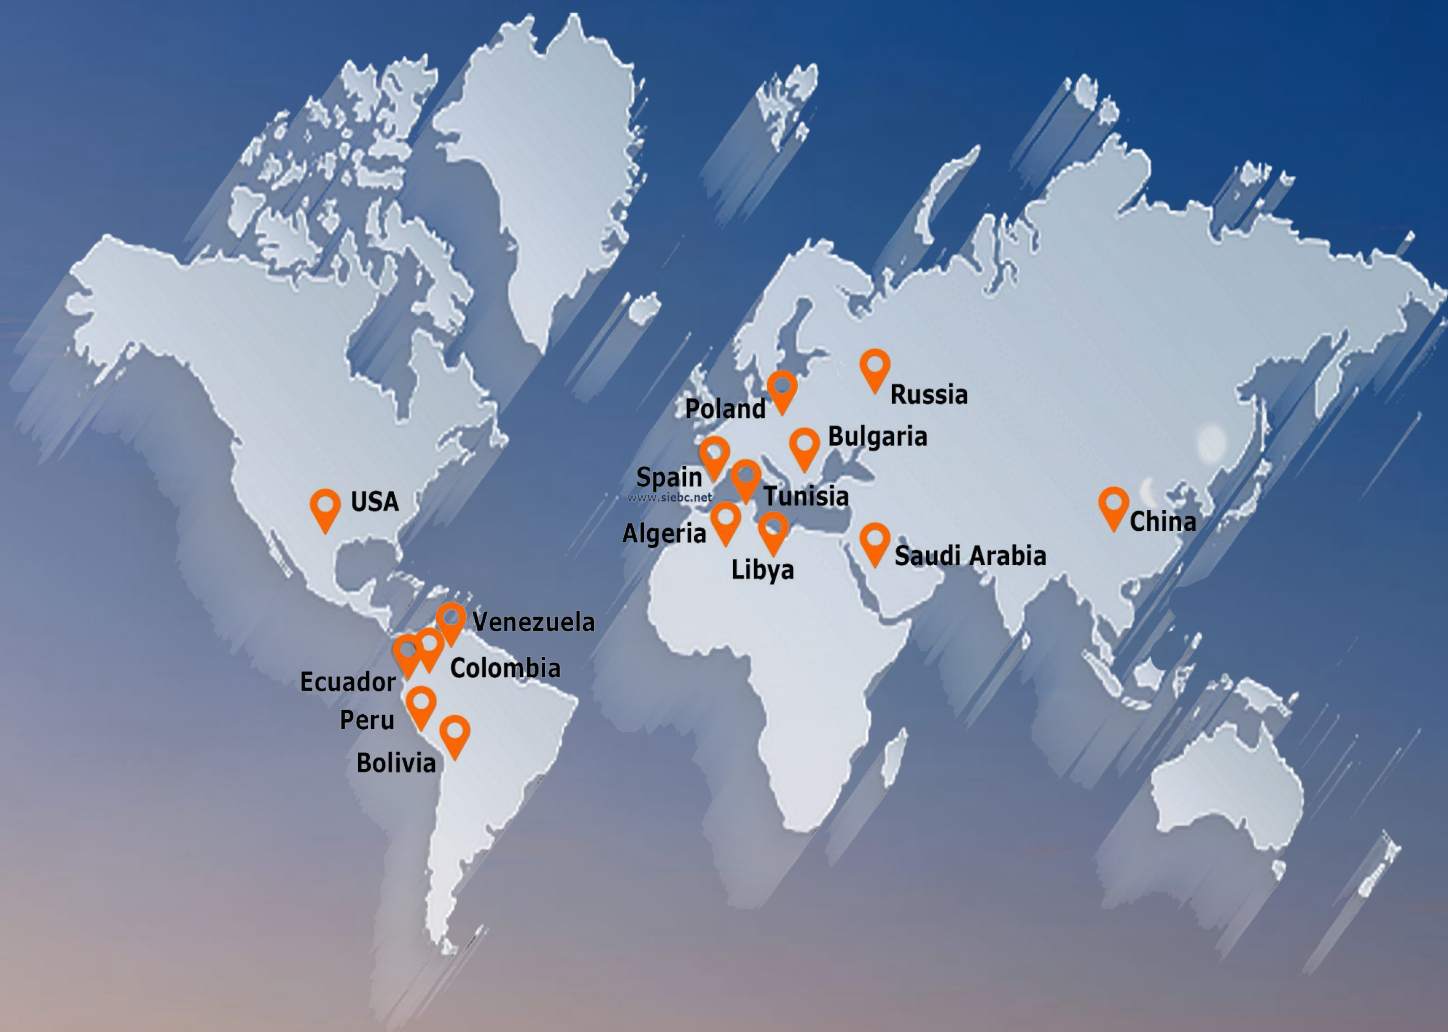 Russia
Poland
Bulgaria
Spain
www.siebc.net
Tunisia
USA
China
Algeria
Saudi Arabia
Libya
Venezuela
Colombia
Ecuador
Peru
Bolivia